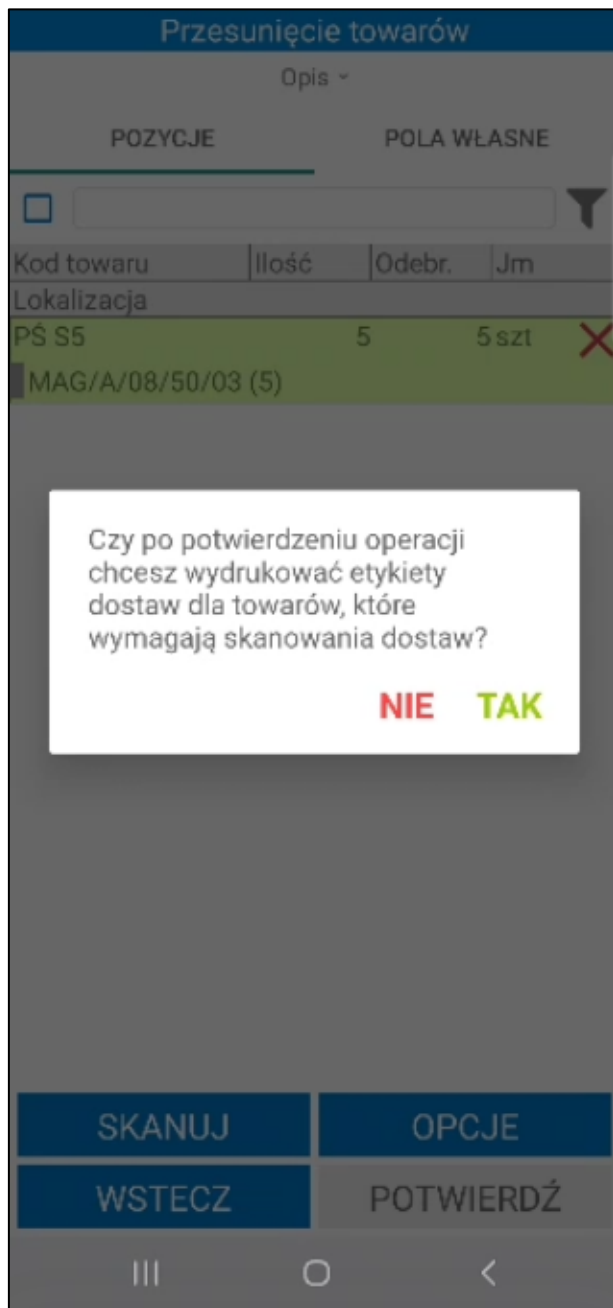 Przesunięcie towarów
Opis
POZYCJE POLA WŁASNE
Kod towaru Ilość Odebr. Jm
Lokalizacja
PŚ S5 5 5 szt
MAG/A/08/50/03 (5)
Czy po potwierdzeniu operacji
chcesz wydrukować etykiety
dostaw dla towarów, które
wymagają skanowania dostaw?
NIE TAK
SKANUJ OPCJE
WSTECZ POTWIERDŹ